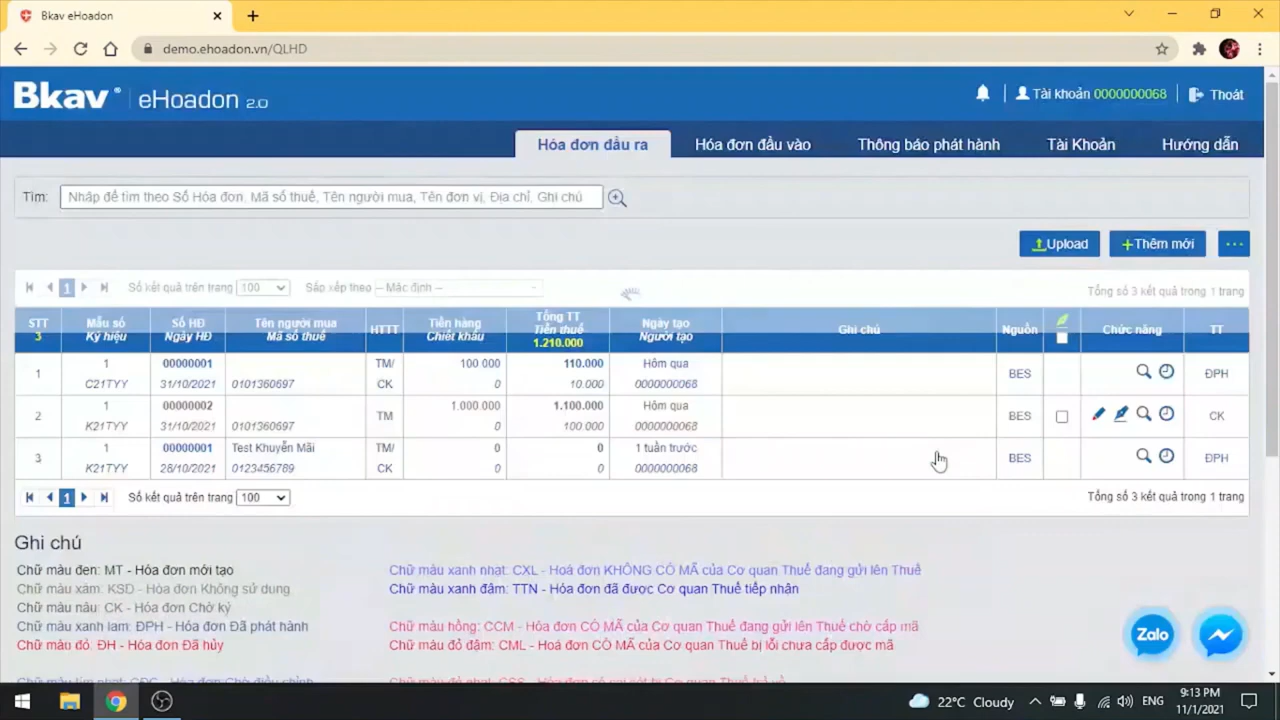 Bkav eHoadon
demo.ehoadon.vn/QLHD
Bkav ® eHoadon 2.0
Tài khoản 0000000068 Thoát
Hóa đơn đầu ra Hóa đơn đầu vào Thông báo phát hành Tài Khoản Hướng dẫn
Tìm: Nhập để tìm theo Số Hóa đơn, Mã số thuế, Tên người mua, Tên đơn vị, Địa chỉ, Ghi chú
Upload +Thêm mới ...
1 Số kết quả trên trang 100 Sắp xếp theo -- Mặc định -- Tổng số 3 kết quả trong 1 trang
STT Mẫu số Số HĐ Tên người mua HTTT Tiền hàng Tổng TT Ngày tạo Ghi chú Nguồn Chức năng TT
3 Ký hiệu Ngày HĐ Mã số thuế Chiết khấu Tiền thuế Người tạo
1.210.000
1 1 00000001 TM/ 100 000 110.000 Hôm qua BES ĐPH
C21TYY 31/10/2021 0101360697 CK 0 10.000 0000000068
2 1 00000002 TM 1.000.000 1.100.000 Hôm qua BES CK
K21TYY 31/10/2021 0101360697 0 100 000 0000000068
3 1 00000001 Test Khuyễn Mãi TM/ 0 0 1 tuần trước BES ĐPH
K21TYY 28/10/2021 0123456789 CK 0 0 0000000068
1 Số kết quả trên trang 100 Tổng số 3 kết quả trong 1 trang
Ghi chú
Chữ màu đen: MT - Hóa đơn mới tạo
Chữ màu xám: KSD - Hóa đơn Không sử dụng
Chữ màu nâu: CK - Hóa đơn Chờ ký
Chữ màu xanh lam: ĐPH - Hóa đơn Đã phát hành
Chữ màu đỏ: ĐH - Hóa đơn Đã hủy
Chữ màu xanh nhạt: CXL - Hoá đơn KHÔNG CÓ MÃ của Cơ quan Thuế đang gửi lên Thuế
Chữ màu xanh đậm: TTN - Hóa đơn đã được Cơ quan Thuế tiếp nhận
Chữ màu hồng: CCM - Hóa đơn CÓ MÃ của Cơ quan Thuế đang gửi lên Thuế chờ cấp mã
Chữ màu đỏ đậm: CML - Hoá đơn CÓ MÃ của Cơ quan Thuế bị lỗi chưa cấp được mã
Zalo
22°C Cloudy ENG 9:13 PM
11/1/2021